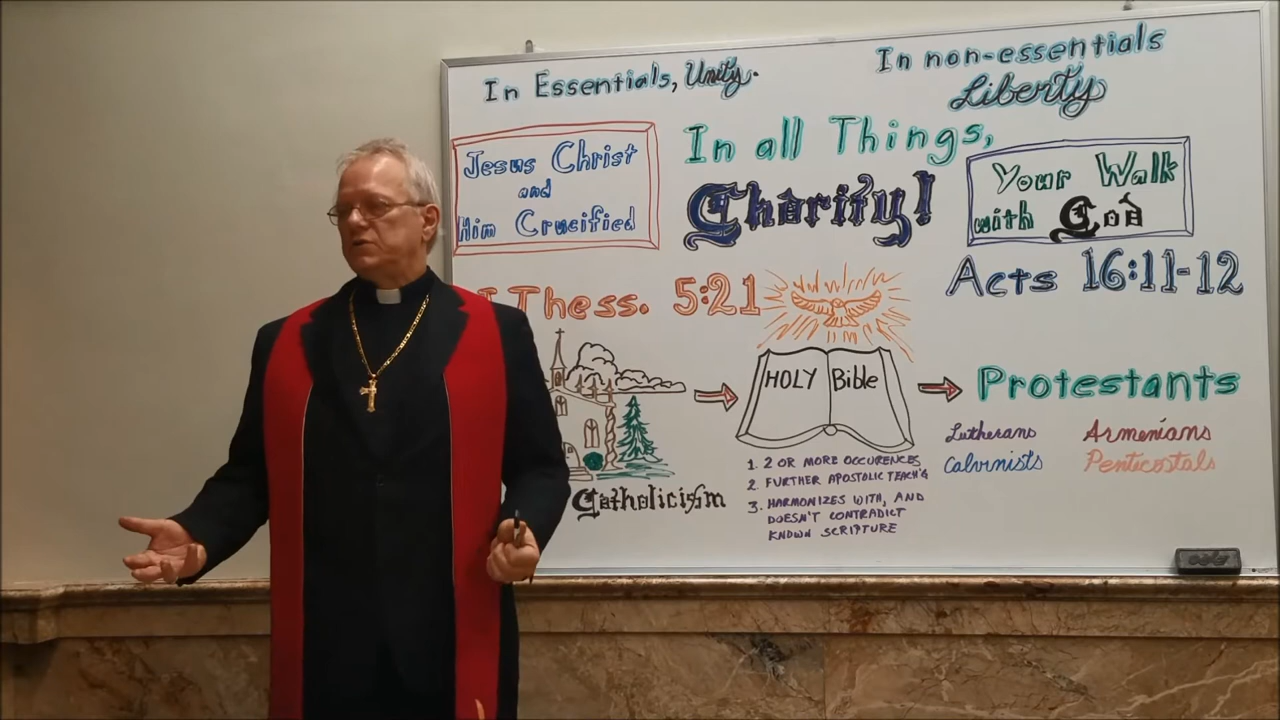 In Essentials, Unity.
In non-essentials
Liberty
In all Things,
Charity!
Jesus Christ
and
Him Crucified
Your Walk
with God
Acts 16:11-12
I Thess. 5:21
HOLY Bible
Protestants
Lutherans
Armenians
Calvinists
Penticostals
1. 2 OR MORE OCCURENCES
2. FURTHER APOSTOLIC TEACH'G
3. HARMONIZES WITH, AND
DOESN'T CONTRADICT
KNOWN SCRIPTURE
Catholicism